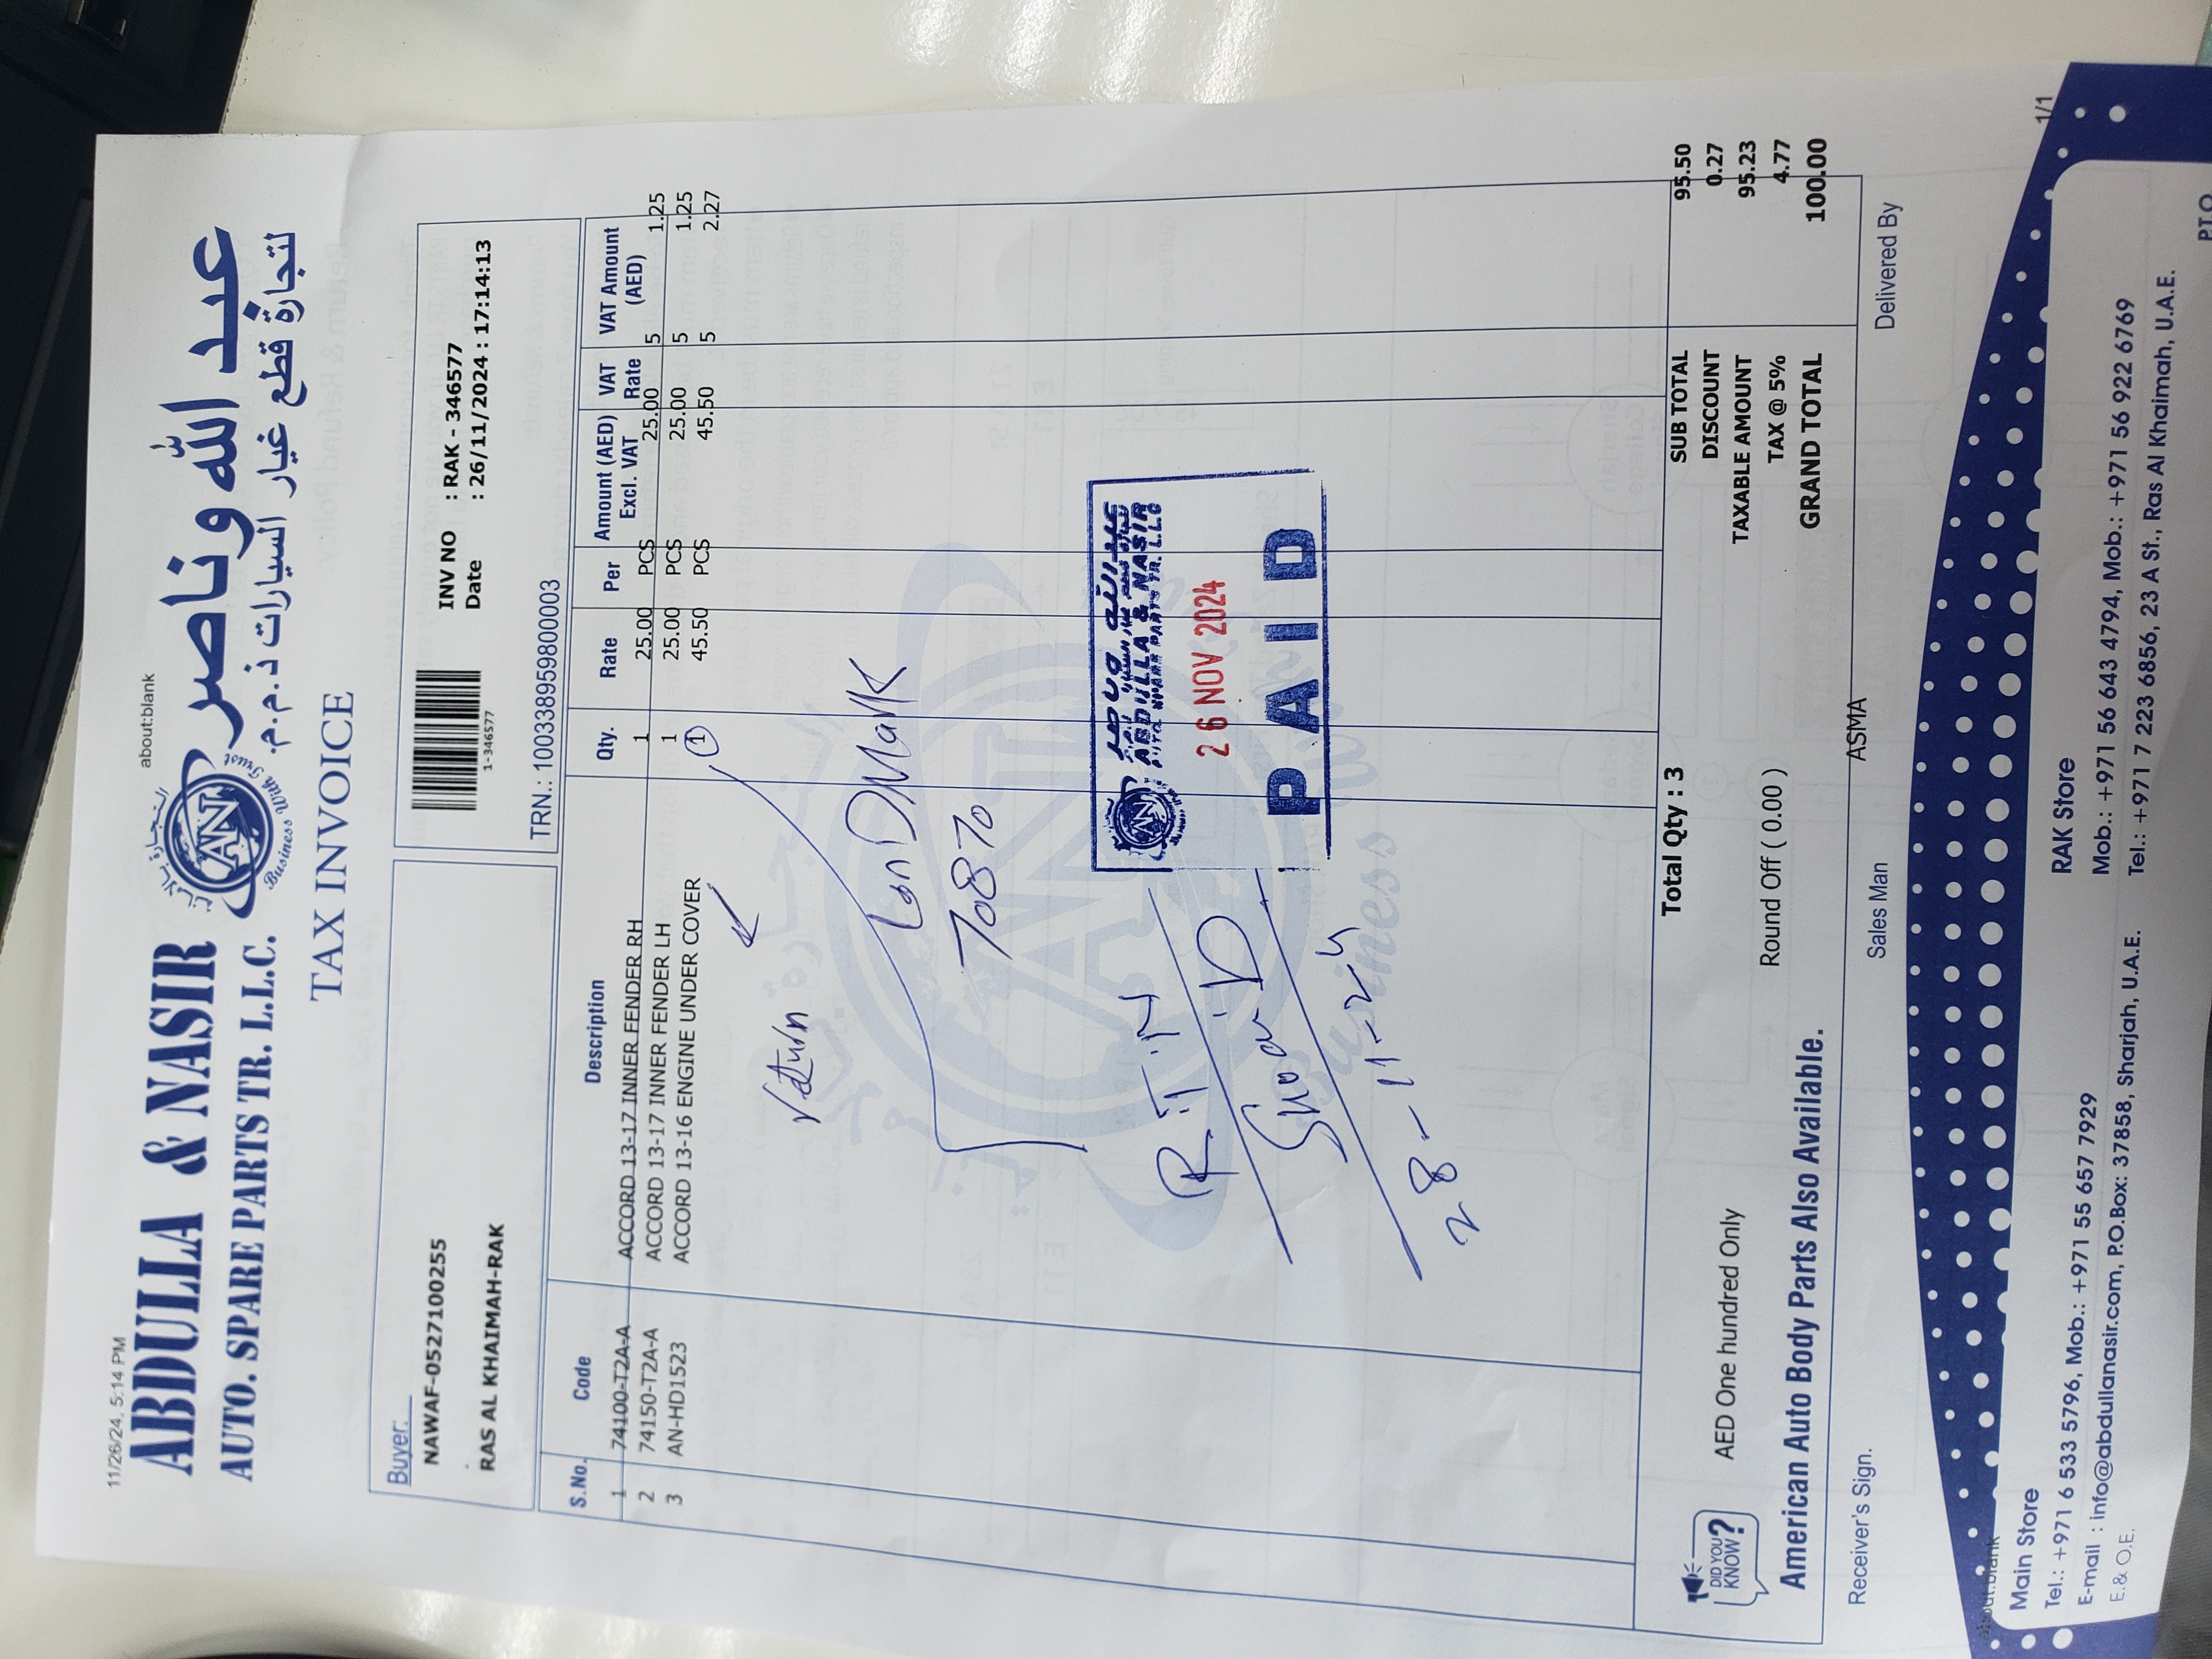 11/26/24, 5:14 PM about:blank
ABDULLA & NASIR
AUTO. SPARE PARTS TR. L.L.C.
AN
Business With Trust
عبد الله وناصر
لتجارة قطع غيار السيارات ذ.م.م.
TAX INVOICE
Buyer:
NAWAF-0527100255
RAS AL KHAIMAH-RAK
1-346577
INV NO : RAK - 346577
Date : 26/11/2024 : 17:14:13
TRN.: 100338959800003
S.No. Code Description Qty. Rate Per Amount (AED) Excl. VAT VAT Rate VAT Amount (AED)
1 74100-T2A-A ACCORD 13-17 INNER FENDER RH 1 25.00 PCS 25.00 5 1.25
2 74150-T2A-A ACCORD 13-17 INNER FENDER LH 1 25.00 PCS 25.00 5 1.25
3 AN-HD1523 ACCORD 13-16 ENGINE UNDER COVER 1 45.50 PCS 45.50 5 2.27
return
LanDMark
70870
R.T.N
28-11-24
ABDULLA & NASIR
AUTO. SPARE PARTS TR. L.L.C
26 NOV 2024
PAID
Total Qty : 3
SUB TOTAL 95.50
DISCOUNT 0.27
TAXABLE AMOUNT 95.23
TAX @ 5% 4.77
GRAND TOTAL 100.00
AED One hundred Only
Round Off ( 0.00 )
DID YOU KNOW?
American Auto Body Parts Also Available.
ASMA
Receiver's Sign. Sales Man Delivered By
about:blank 1/1
Main Store
Tel.: +971 6 533 5796, Mob.: +971 55 657 7929
E-mail : info@abdullanasir.com, P.O.Box: 37858, Sharjah, U.A.E.
E.& O.E.
RAK Store
Mob.: +971 56 643 4794, Mob.: +971 56 922 6769
Tel.: +971 7 223 6856, 23 A St., Ras Al Khaimah, U.A.E.
P.T.O